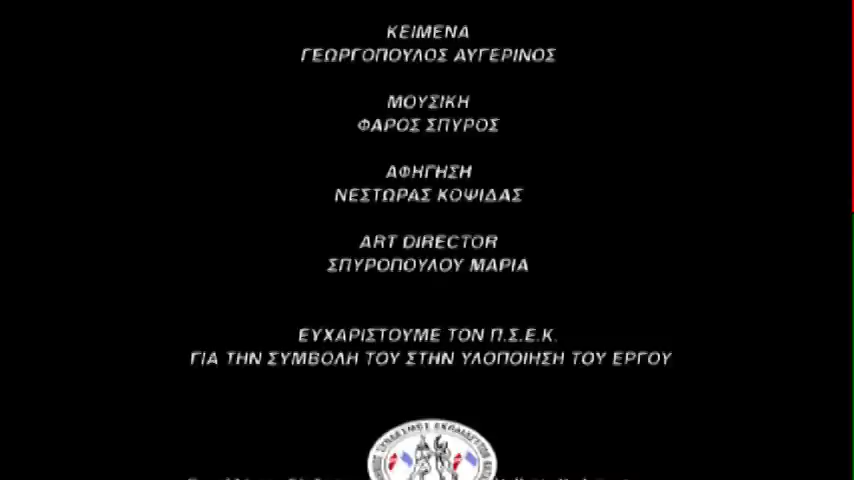 ΚΕΙΜΕΝΑ
ΓΕΩΡΓΟΠΟΥΛΟΣ ΑΥΓΕΡΙΝΟΣ
ΜΟΥΣΙΚΗ
ΦΑΡΟΣ ΣΠΥΡΟΣ
ΑΦΗΓΗΣΗ
ΝΕΣΤΩΡΑΣ ΚΟΨΙΔΑΣ
ART DIRECTOR
ΣΠΥΡΟΠΟΥΛΟΥ ΜΑΡΙΑ
ΕΥΧΑΡΙΣΤΟΥΜΕ ΤΟΝ Π.Σ.Ε.Κ.
ΓΙΑ ΤΗΝ ΣΥΜΒΟΛΗ ΤΟΥ ΣΤΗΝ ΥΛΟΠΟΙΗΣΗ ΤΟΥ ΕΡΓΟΥ